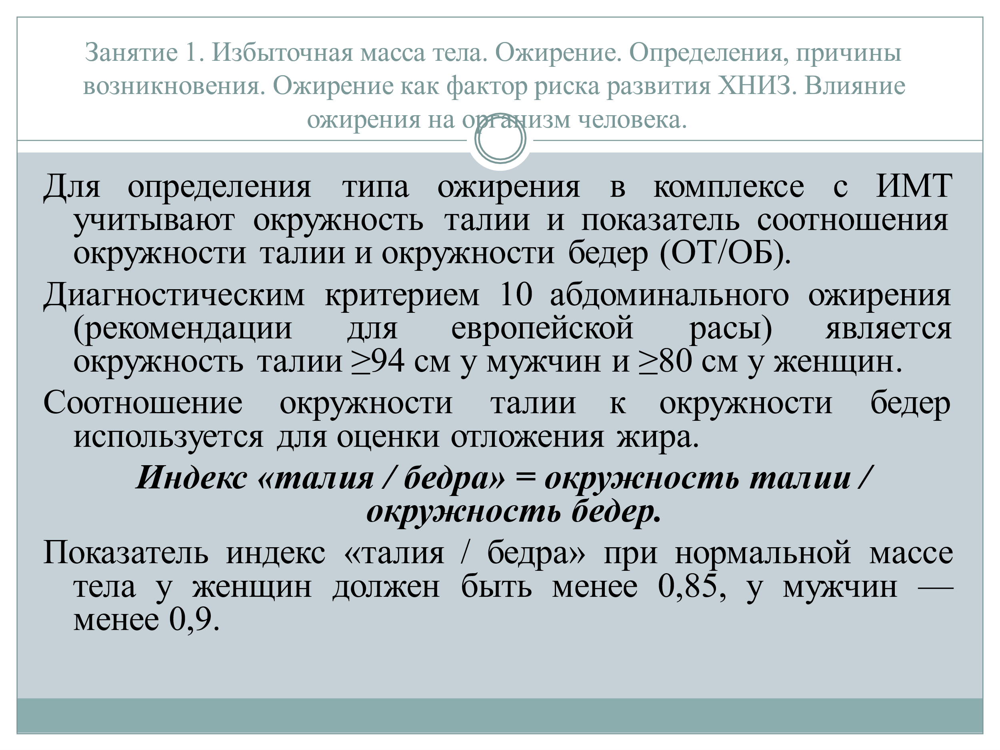 Занятие 1. Избыточная масса тела. Ожирение. Определения, причины
возникновения. Ожирение как фактор риска развития ХНИЗ. Влияние
ожирения на организм человека.
Для определения типа ожирения в комплексе с ИМТ
учитывают окружность талии и показатель соотношения
окружности талии и окружности бедер (ОТ/ОБ).
Диагностическим критерием 10 абдоминального ожирения
(рекомендации для европейской расы) является
окружность талии ≥94 см у мужчин и ≥80 см у женщин.
Соотношение окружности талии к окружности бедер
используется для оценки отложения жира.
Индекс «талия / бедра» = окружность талии /
окружность бедер.
Показатель индекс «талия / бедра» при нормальной массе
тела у женщин должен быть менее 0,85, у мужчин —
менее 0,9.